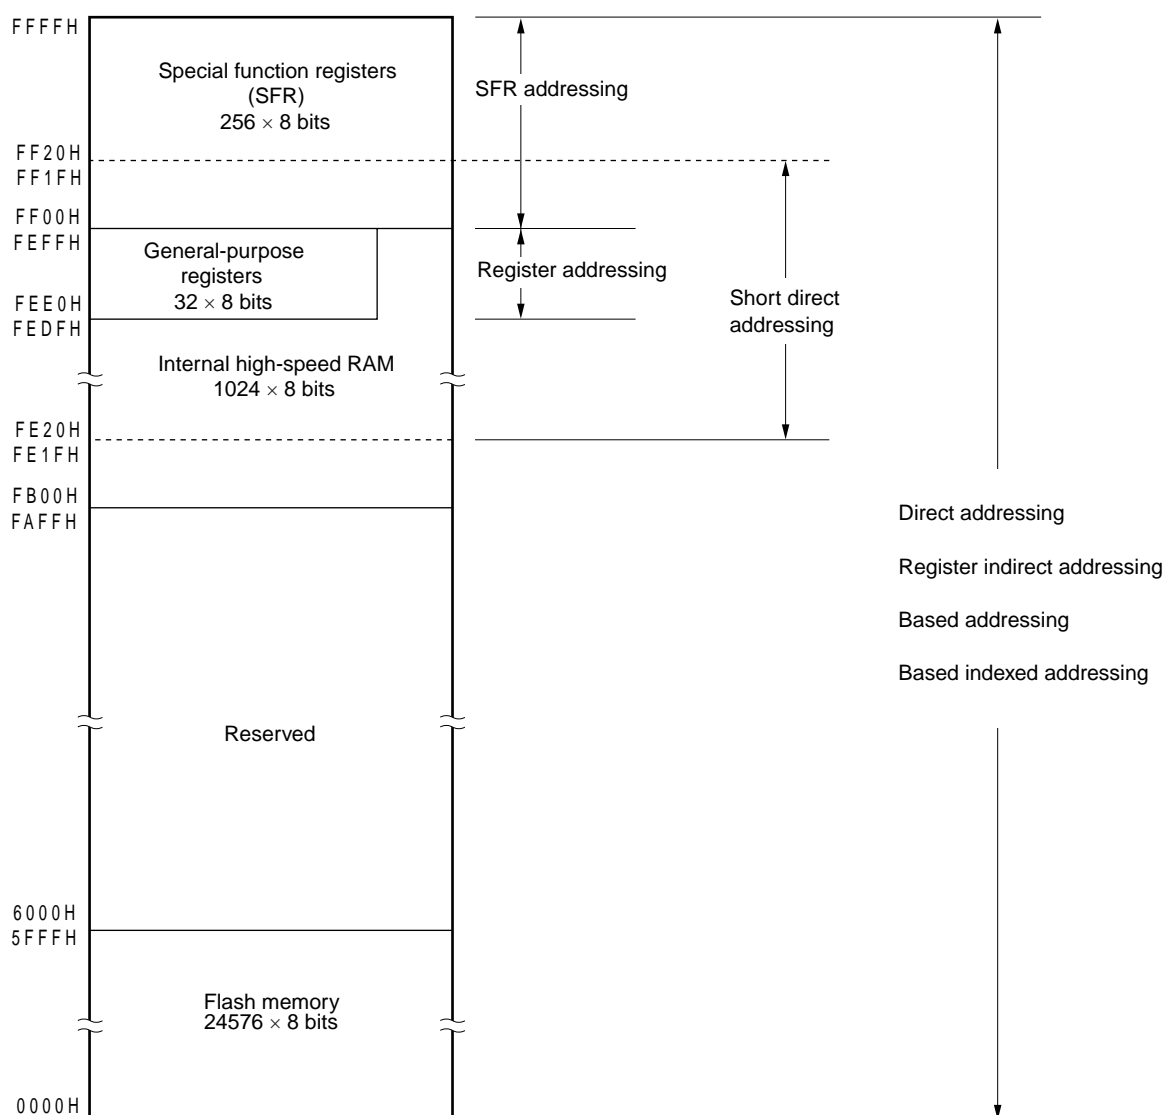 FFFFH
Special function registers
(SFR)
256 × 8 bits
SFR addressing
FF20H
FF1FH
FF00H
FEFFH
General-purpose
registers
32 × 8 bits
Register addressing
Short direct
addressing
FEE0H
FEDFH
Internal high-speed RAM
1024 × 8 bits
FE20H
FE1FH
FB00H
FAFFH
Direct addressing
Register indirect addressing
Based addressing
Based indexed addressing
Reserved
6000H
5FFFH
Flash memory
24576 × 8 bits
0000H